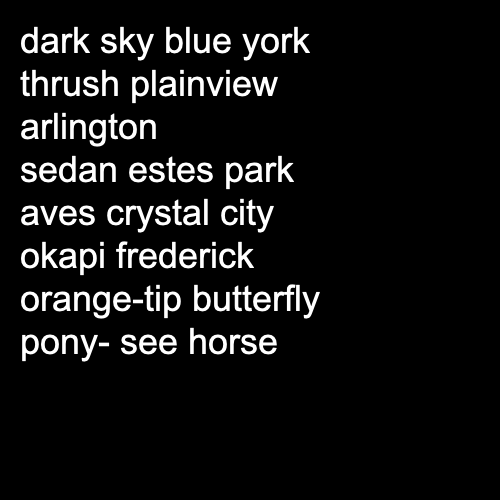 dark sky blue york
thrush plainview
arlington
sedan estes park
aves crystal city
okapi frederick
orange-tip butterfly
pony- see horse